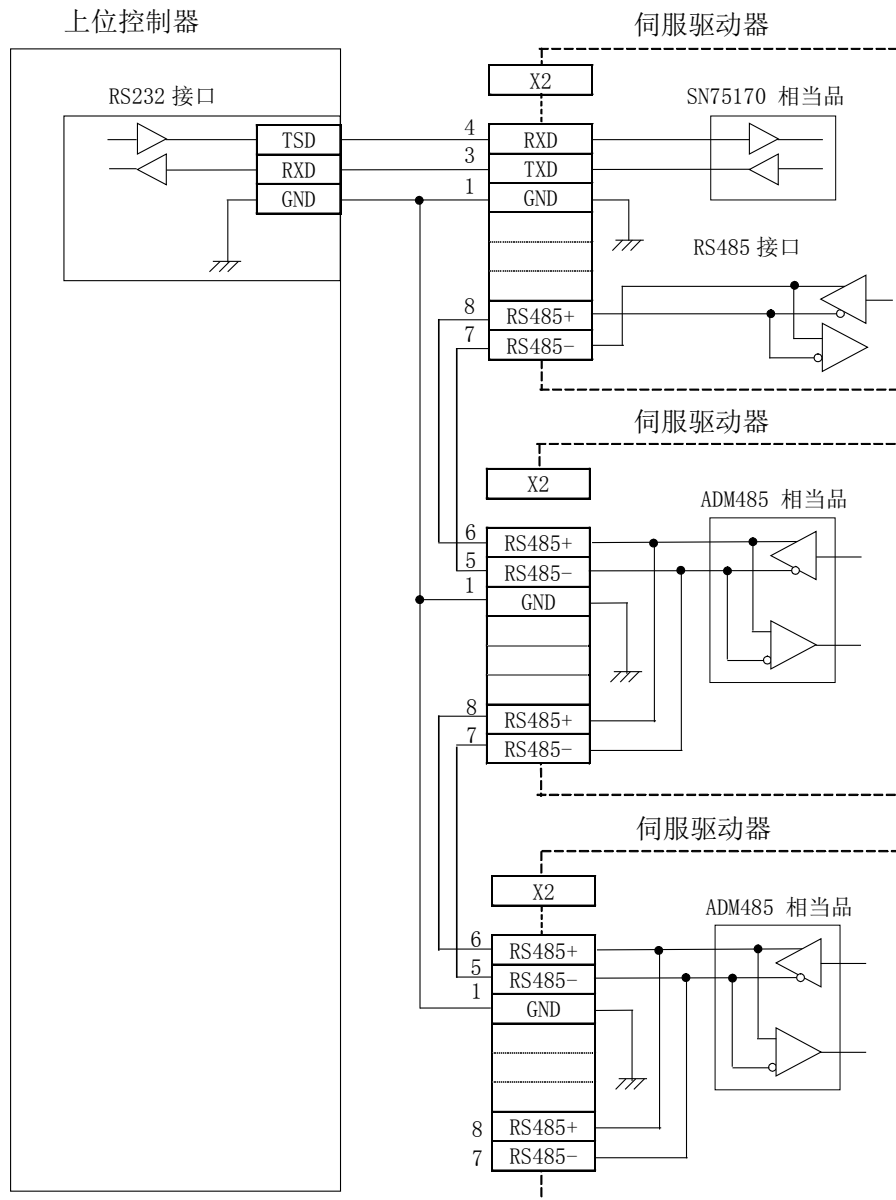 上位控制器
伺服驱动器
X2
RS232 接口
SN75170 相当品
TSD
4
RXD
RXD
3
TXD
GND
1
GND
RS485 接口
8
RS485+
7
RS485-
伺服驱动器
X2
ADM485 相当品
6
RS485+
5
RS485-
1
GND
8
RS485+
7
RS485-
伺服驱动器
X2
ADM485 相当品
6
RS485+
5
RS485-
1
GND
8
RS485+
7
RS485-